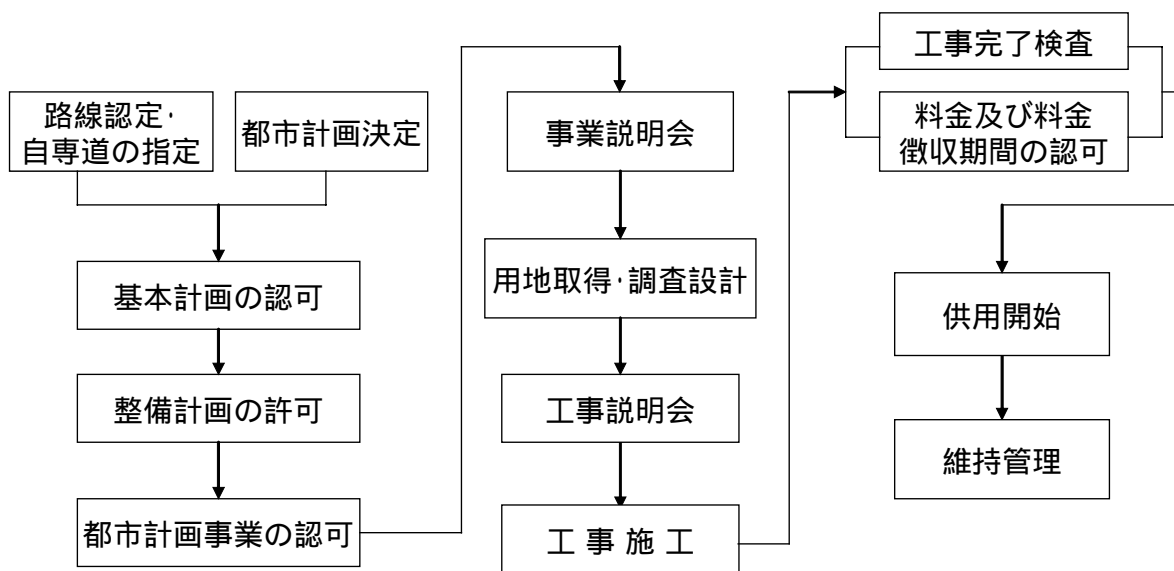 路線認定・
自専道の指定
都市計画決定
基本計画の認可
整備計画の許可
都市計画事業の認可
事業説明会
用地取得・調査設計
工事説明会
工 事 施 工
工事完了検査
料金及び料金
徴収期間の認可
供用開始
維持管理